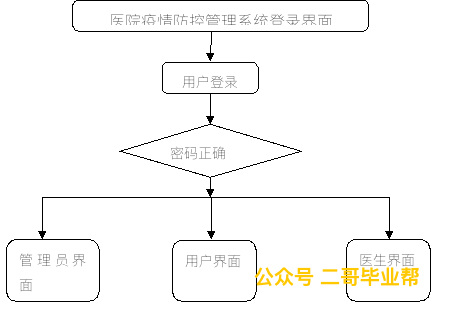 医院疫情防控管理系统登录界面
用户登录
密码正确
管理员界
面
用户界面
医生界面
公众号 二哥毕业帮